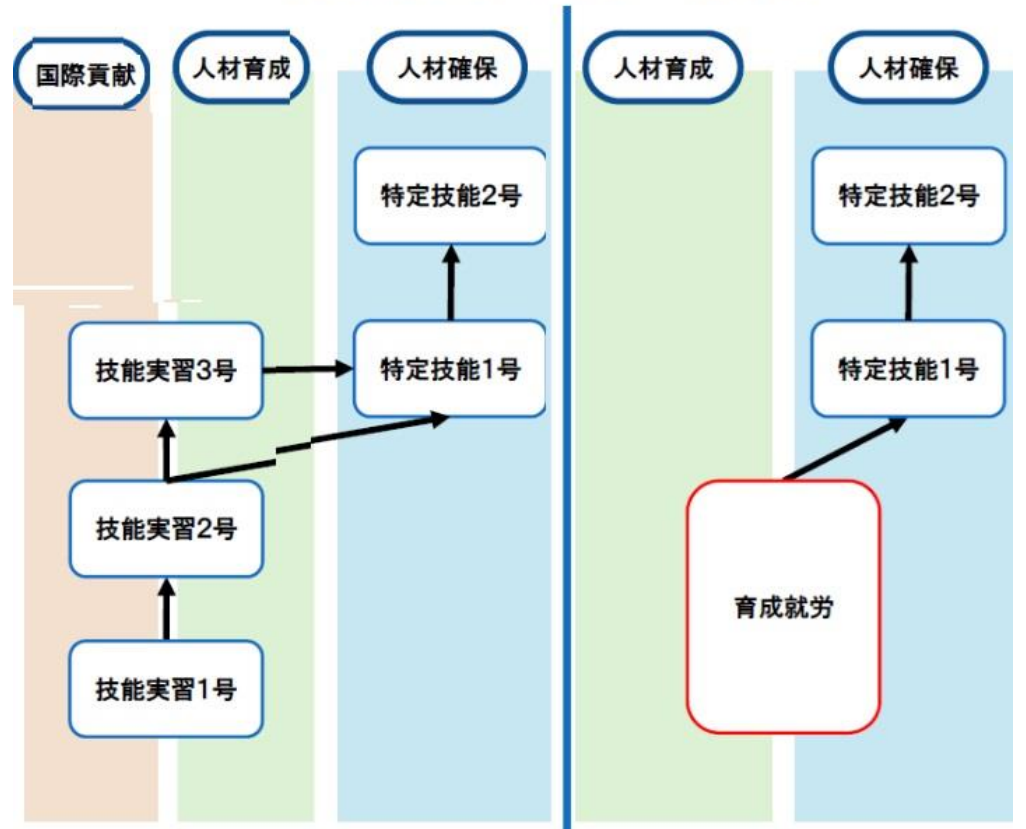 国際貢献
人材育成
人材確保
特定技能2号
技能実習3号
特定技能1号
技能実習2号
技能実習1号
人材育成
人材確保
特定技能2号
特定技能1号
育成就労